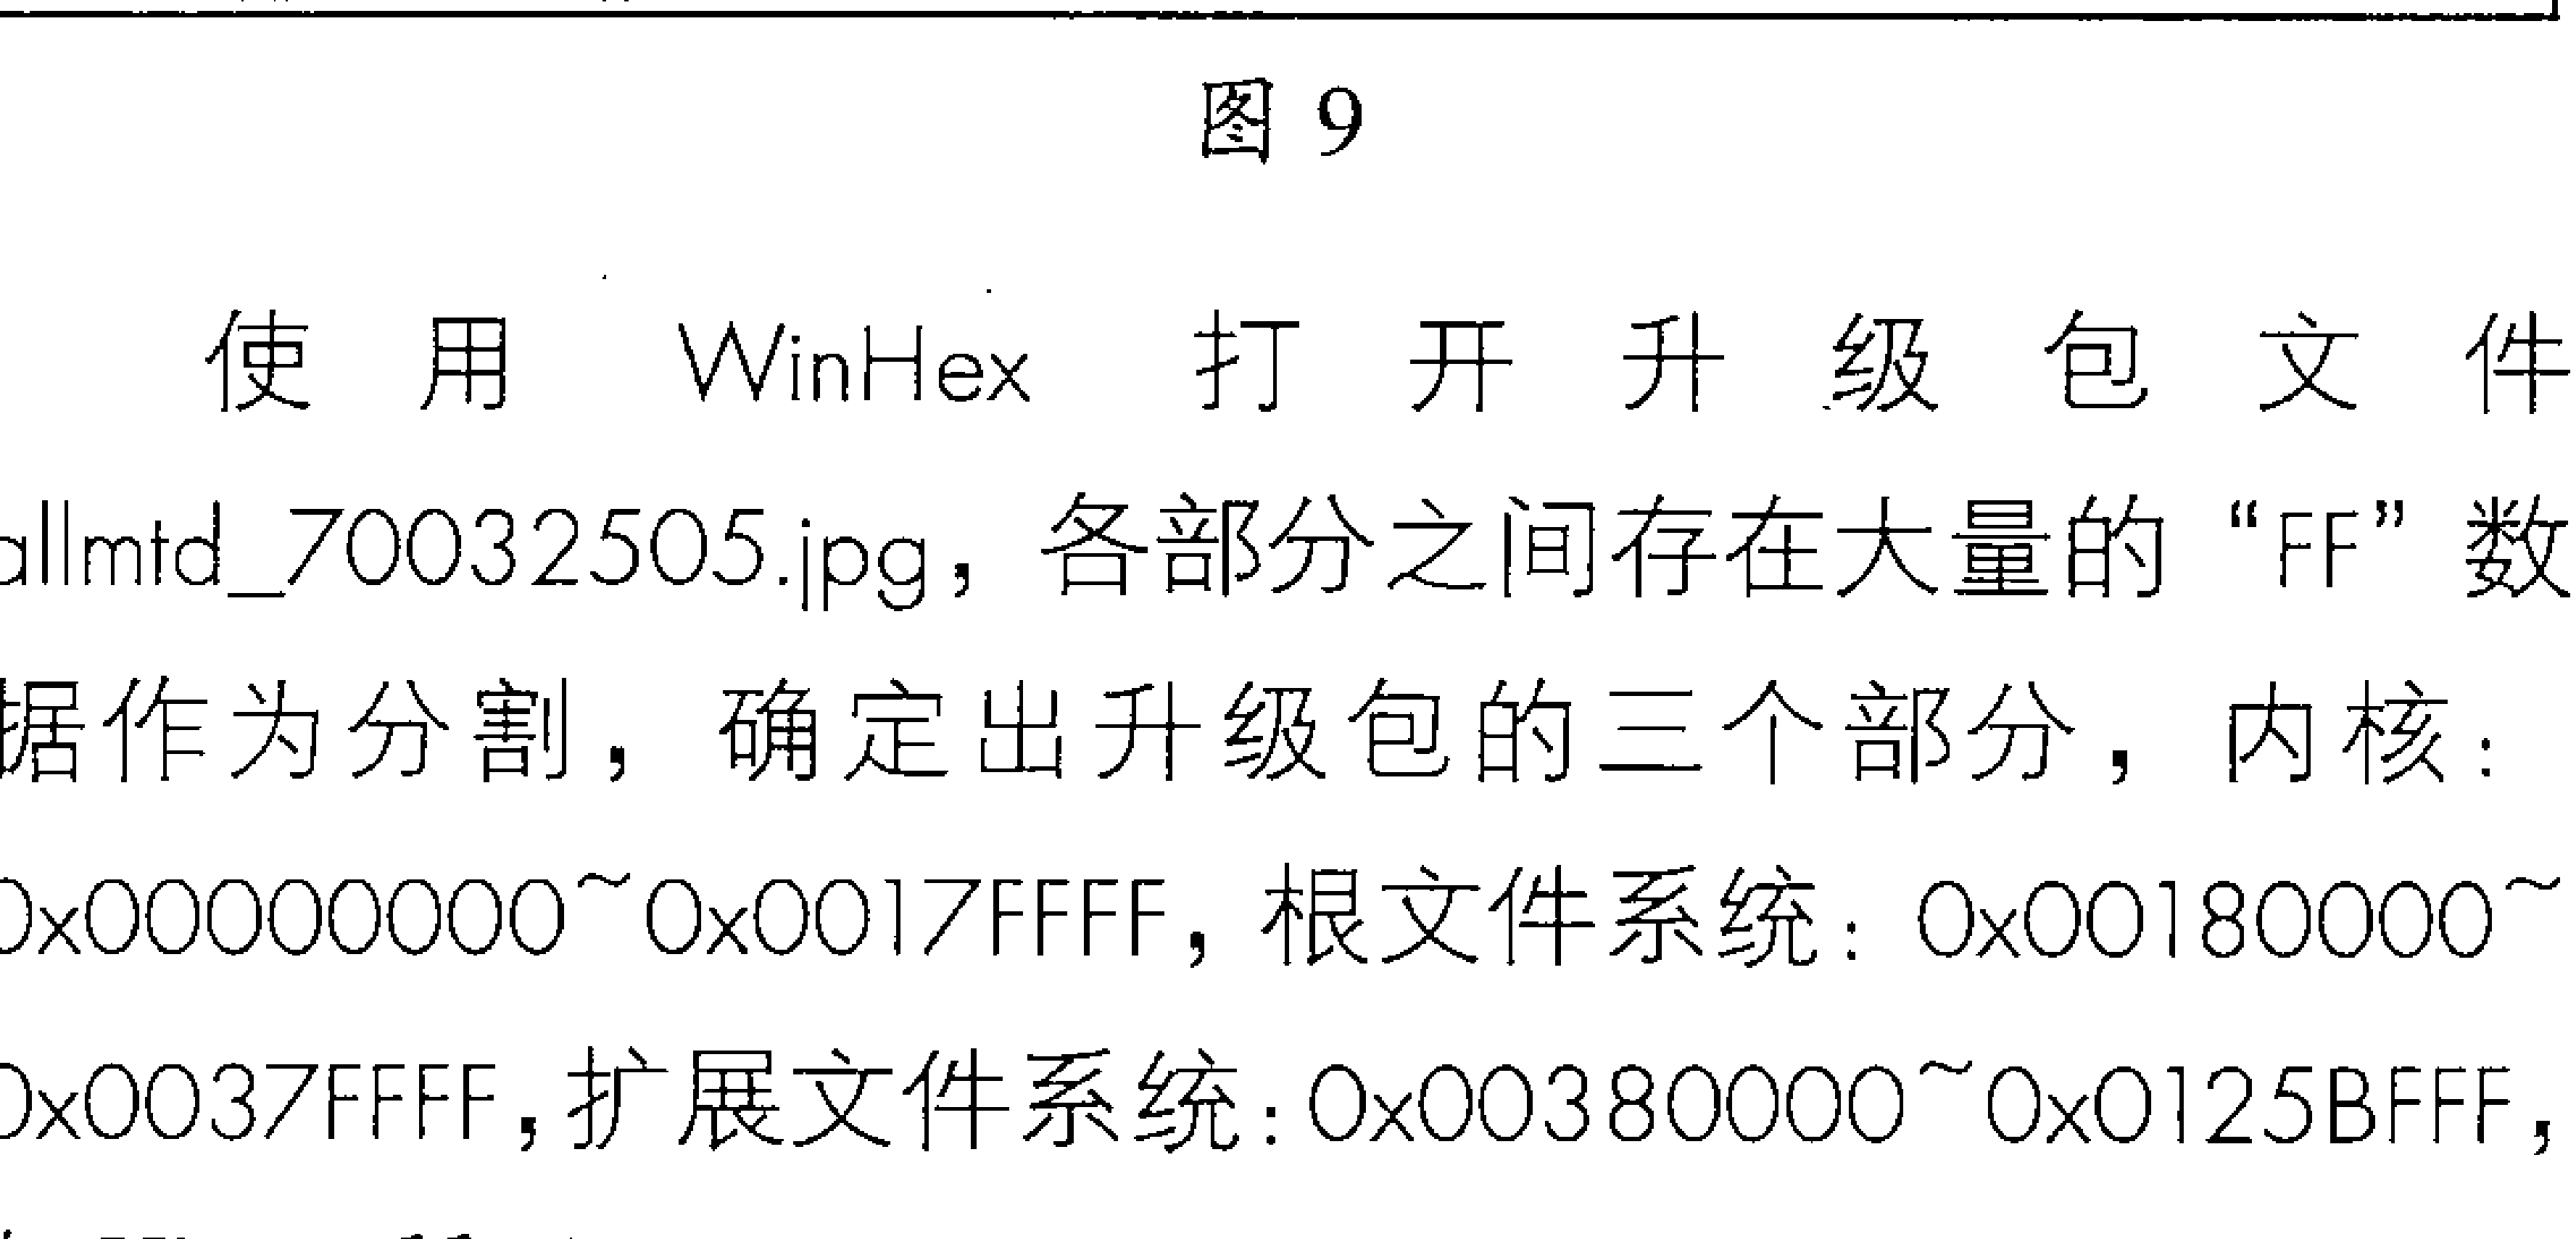 图 9
使用 WinHex 打开升级包文件
allmtd_70032505.jpg，各部分之间存在大量的“FF”数
据作为分割，确定出升级包的三个部分，内核：
0x00000000~0x0017FFFF，根文件系统：0x00180000~
0x0037FFFF，扩展文件系统：0x00380000~0x0125BFFF，